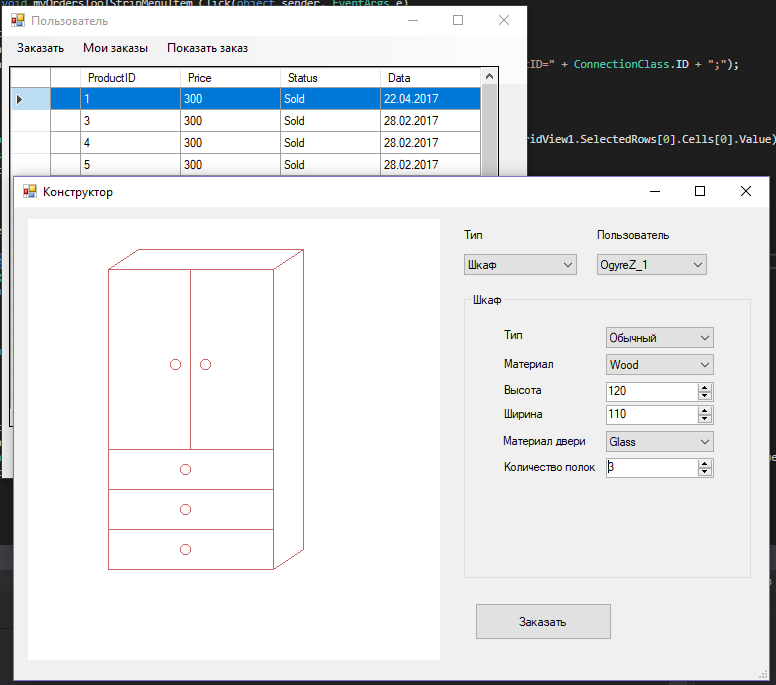 void myOrdersToolStripMenuItem_Click(object sender, EventArgs e)
Пользователь
Заказать Мои заказы Показать заказ
tID=" + ConnectionClass.ID + ";");
ProductID Price Status Data
1 300 Sold 22.04.2017
3 300 Sold 28.02.2017
ridView1.SelectedRows[0].Cells[0].Value)
4 300 Sold 28.02.2017
5 300 Sold 28.02.2017
Конструктор
Тип Пользователь
Шкаф OgyreZ_1
Шкаф
Тип Обычный
Материал Wood
Высота 120
Ширина 110
Материал двери Glass
Количество полок 3
Заказать